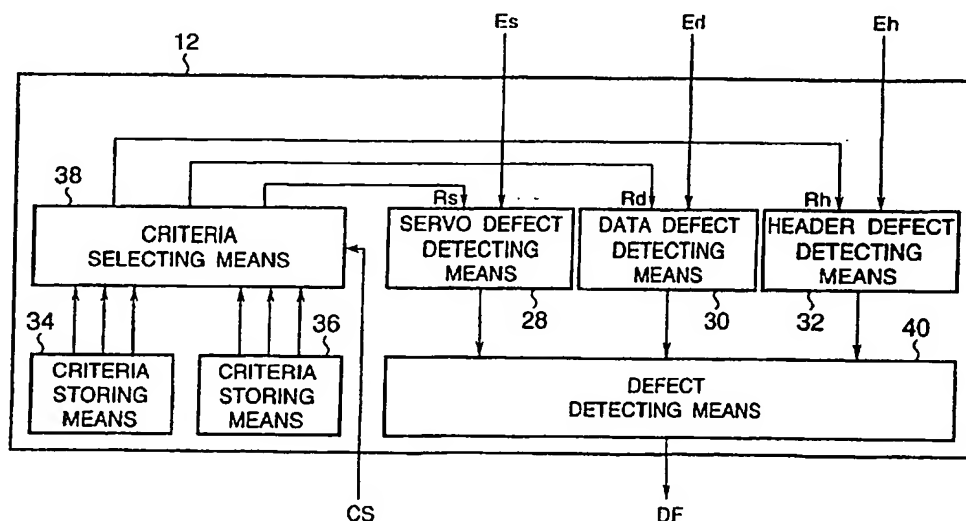 Es Ed Eh
12
38
Rs Rd Rh
CRITERIA
SELECTING MEANS
SERVO DEFECT
DETECTING
MEANS
DATA DEFECT
DETECTING
MEANS
HEADER DEFECT
DETECTING
MEANS
28 30 32
34 36 40
CRITERIA
STORING
MEANS
CRITERIA
STORING
MEANS
DEFECT
DETECTING MEANS
CS DF